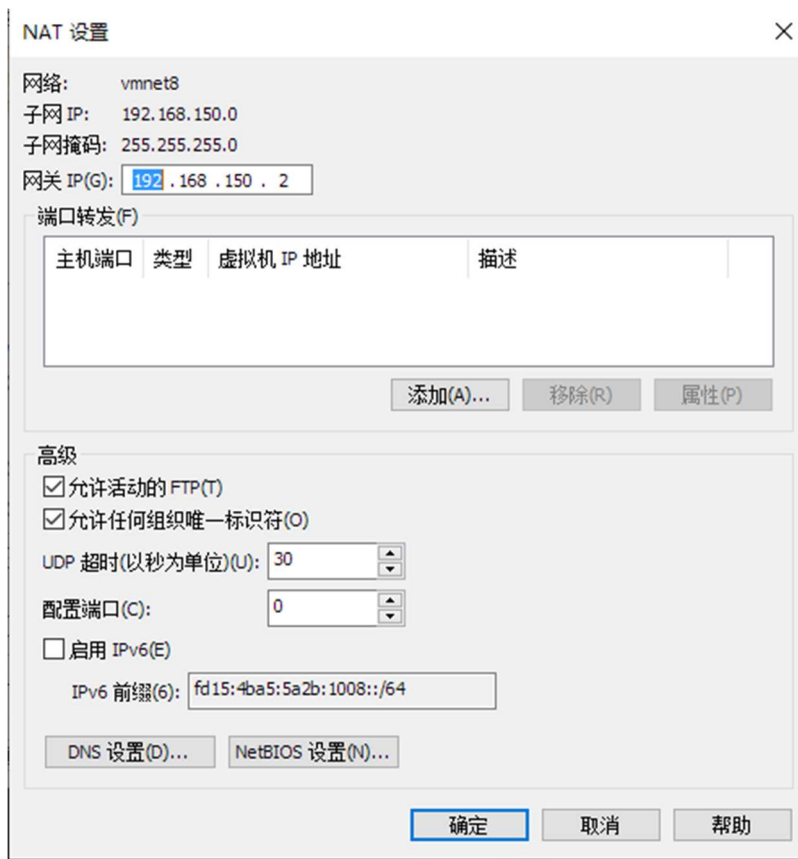 NAT 设置
网络: vmnet8
子网 IP: 192.168.150.0
子网掩码: 255.255.255.0
网关 IP(G): 192 . 168 . 150 . 2
端口转发(F)
主机端口 类型 虚拟机 IP 地址 描述
添加(A)... 移除(R) 属性(P)
高级
允许活动的 FTP(T)
允许任何组织唯一标识符(O)
UDP 超时(以秒为单位)(U): 30
配置端口(C): 0
启用 IPv6(E)
IPv6 前缀(6): fd15:4ba5:5a2b:1008::/64
DNS 设置(D)... NetBIOS 设置(N)...
确定 取消 帮助